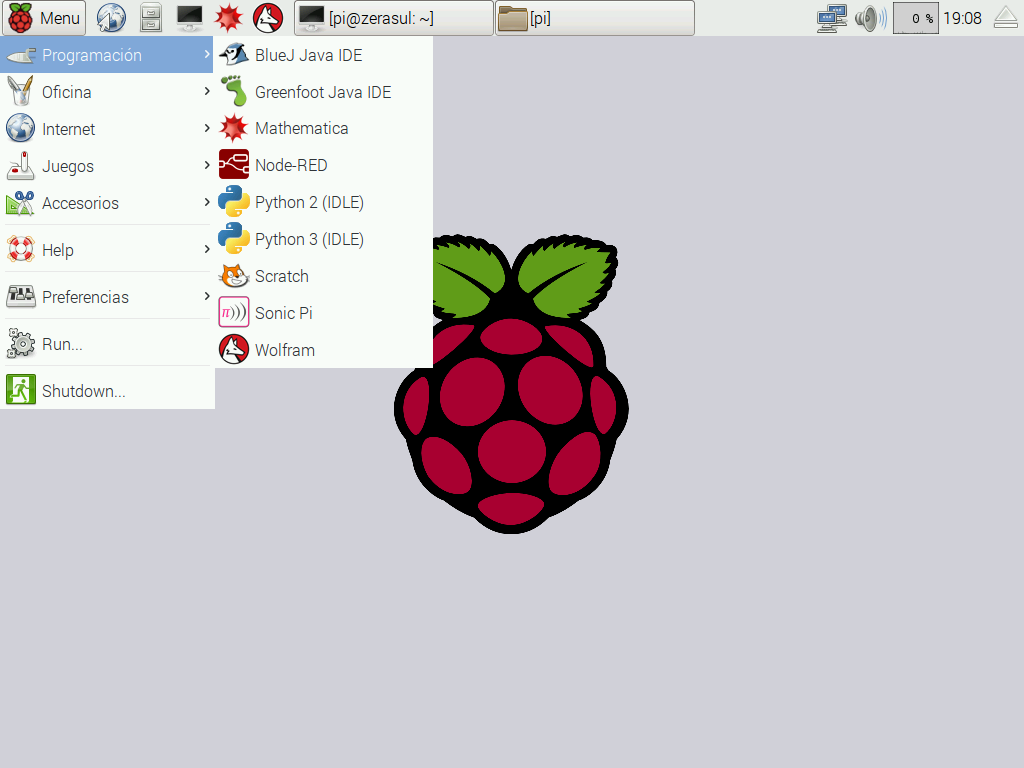 Menu
[pi@zerasul: ~]
[pi]
0 %
19:08
Programación
Oficina
Internet
Juegos
Accesorios
Help
Preferencias
Run...
Shutdown...
BlueJ Java IDE
Greenfoot Java IDE
Mathematica
Node-RED
Python 2 (IDLE)
Python 3 (IDLE)
Scratch
π)))
Sonic Pi
Wolfram